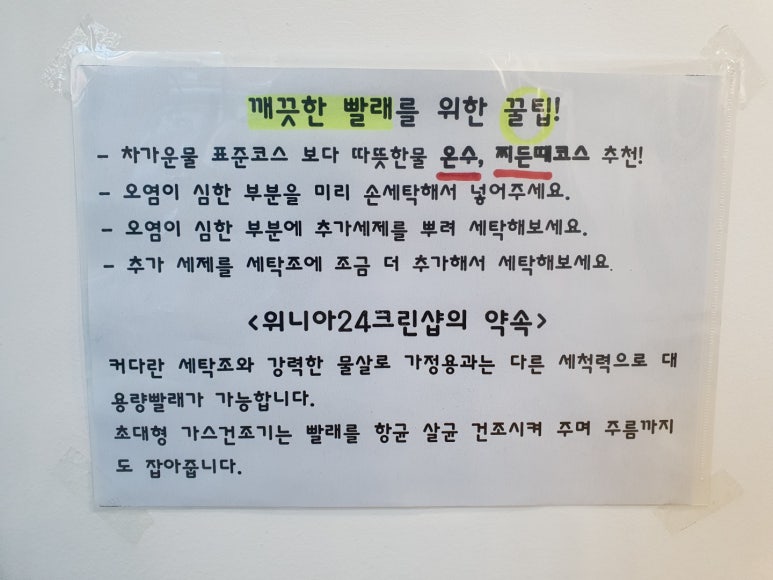 깨끗한 빨래를 위한 꿀팁!
- 차가운물 표준코스 보다 따뜻한물 온수, 찌든때코스 추천!
- 오염이 심한 부분을 미리 손세탁해서 넣어주세요.
- 오염이 심한 부분에 추가세제를 뿌려 세탁해보세요.
- 추가 세제를 세탁조에 조금 더 추가해서 세탁해보세요.
<위니아24크린샵의 약속>
커다란 세탁조와 강력한 물살로 가정용과는 다른 세척력으로 대
용량빨래가 가능합니다.
초대형 가스건조기는 빨래를 항균 살균 건조시켜 주며 주름까지
도 잡아줍니다.